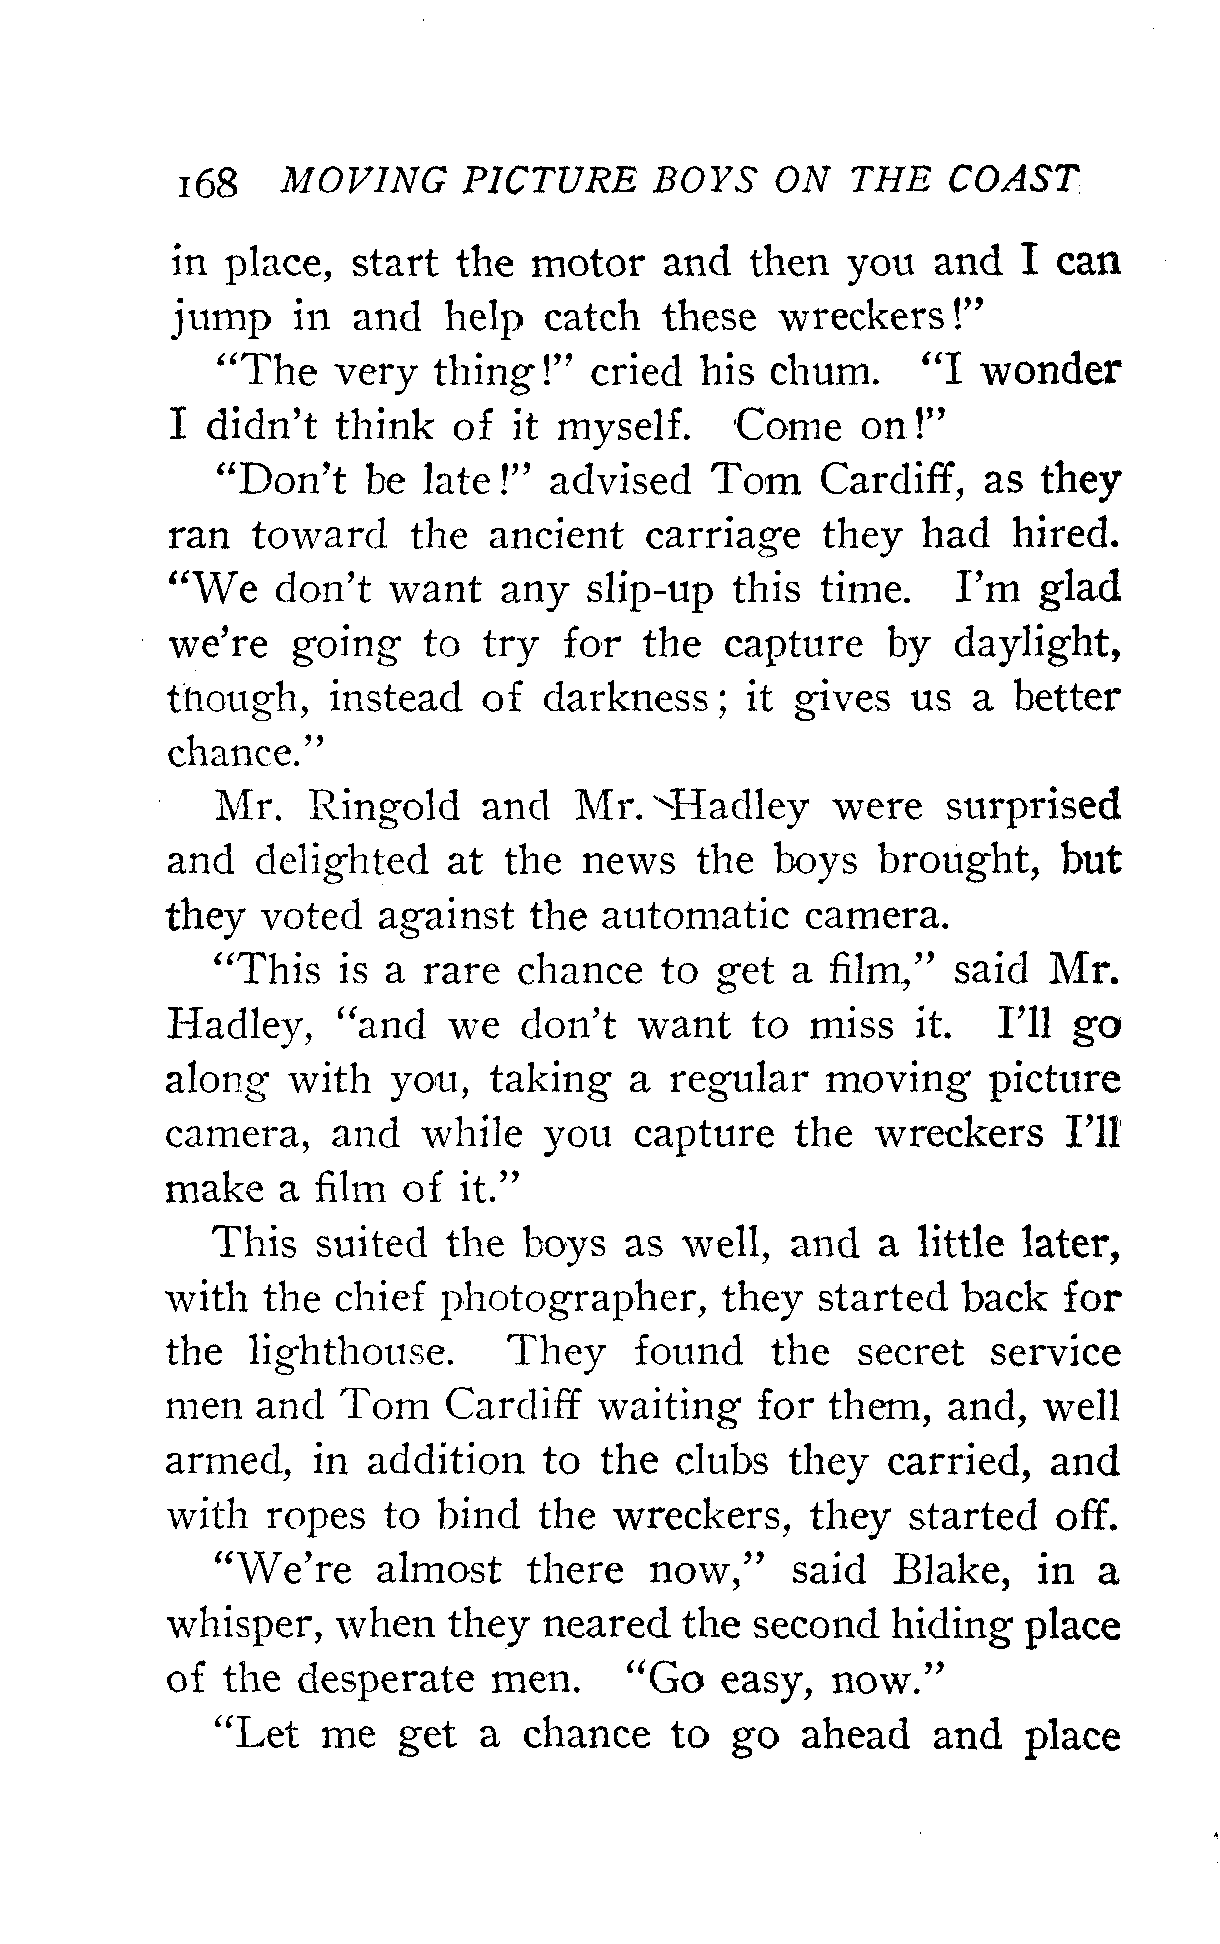 168 MOVING PICTURE BOYS ON THE COAST
in place, start the motor and then you and I can
jump in and help catch these wreckers!"
"The very thing!" cried his chum. "I wonder
I didn't think of it myself. Come on!"
"Don't be late!" advised Tom Cardiff, as they
ran toward the ancient carriage they had hired.
"We don't want any slip-up this time. I'm glad
we're going to try for the capture by daylight,
though, instead of darkness; it gives us a better
chance."
Mr. Ringold and Mr. Hadley were surprised
and delighted at the news the boys brought, but
they voted against the automatic camera.
"This is a rare chance to get a film," said Mr.
Hadley, "and we don't want to miss it. I'll go
along with you, taking a regular moving picture
camera, and while you capture the wreckers I'll
make a film of it."
This suited the boys as well, and a little later,
with the chief photographer, they started back for
the lighthouse. They found the secret service
men and Tom Cardiff waiting for them, and, well
armed, in addition to the clubs they carried, and
with ropes to bind the wreckers, they started off.
"We're almost there now," said Blake, in a
whisper, when they neared the second hiding place
of the desperate men. "Go easy, now."
"Let me get a chance to go ahead and place